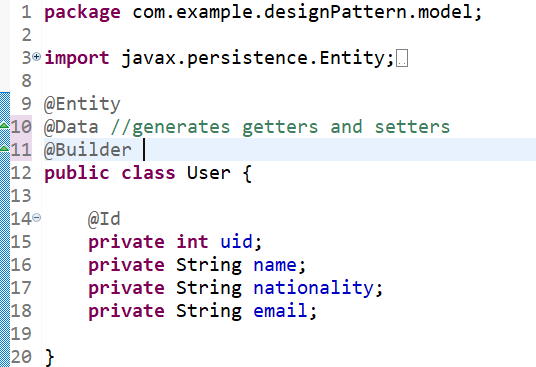 1 package com.example.designPattern.model;
2
3 import javax.persistence.Entity;
8
9 @Entity
10 @Data //generates getters and setters
11 @Builder
12 public class User {
13
14 @Id
15 private int uid;
16 private String name;
17 private String nationality;
18 private String email;
19
20 }